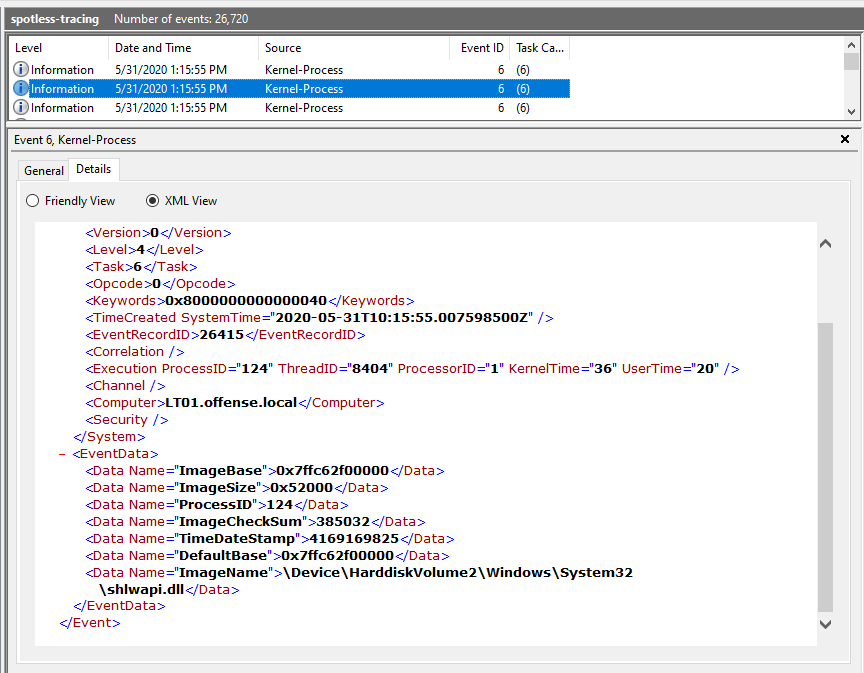 spotless-tracing Number of events: 26,720
Level Date and Time Source Event ID Task Ca...
Information 5/31/2020 1:15:55 PM Kernel-Process 6 (6)
Information 5/31/2020 1:15:55 PM Kernel-Process 6 (6)
Information 5/31/2020 1:15:55 PM Kernel-Process 6 (6)
Event 6, Kernel-Process
General Details
Friendly View XML View
<Version>0</Version>
<Level>4</Level>
<Task>6</Task>
<Opcode>0</Opcode>
<Keywords>0x8000000000000040</Keywords>
<TimeCreated SystemTime="2020-05-31T10:15:55.007598500Z" />
<EventRecordID>26415</EventRecordID>
<Correlation />
<Execution ProcessID="124" ThreadID="8404" ProcessorID="1" KernelTime="36" UserTime="20" />
<Channel />
<Computer>LT01.offense.local</Computer>
<Security />
</System>
- <EventData>
<Data Name="ImageBase">0x7ffc62f00000</Data>
<Data Name="ImageSize">0x52000</Data>
<Data Name="ProcessID">124</Data>
<Data Name="ImageCheckSum">385032</Data>
<Data Name="TimeDateStamp">4169169825</Data>
<Data Name="DefaultBase">0x7ffc62f00000</Data>
<Data Name="ImageName">\Device\HarddiskVolume2\Windows\System32
\shlwapi.dll</Data>
</EventData>
</Event>